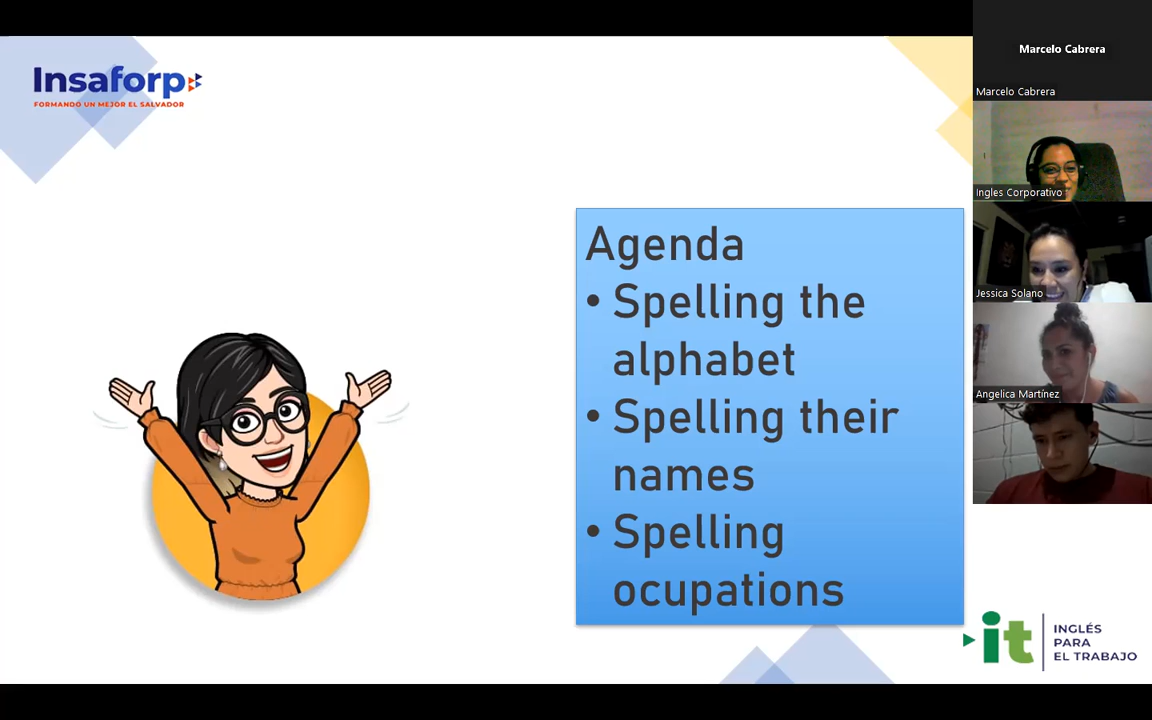 Insaforp
FORMANDO UN MEJOR EL SALVADOR
Agenda
• Spelling the
alphabet
• Spelling their
names
• Spelling
ocupations
Marcelo Cabrera
Marcelo Cabrera
Ingles Corporativo
Jessica Solano
Angelica Martínez
it
INGLÉS
PARA
EL TRABAJO